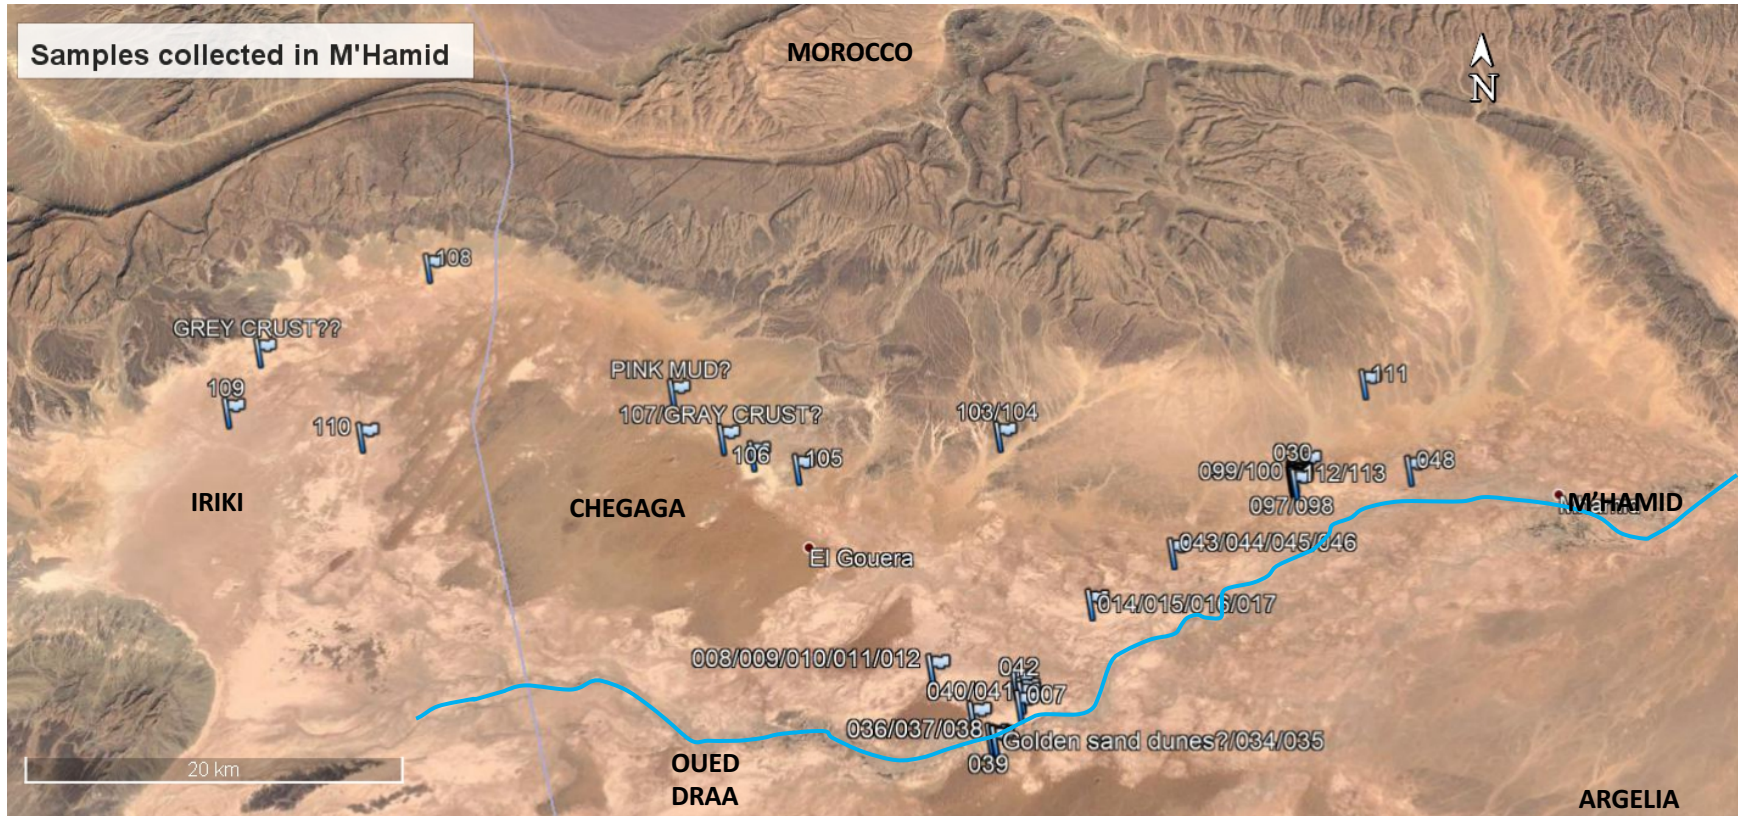 Samples collected in M'Hamid
MOROCCO
N
108
GREY CRUST??
109
110
PINK MUD?
107/GRAY CRUST?
106
105
103/104
111
030
099/100
112/113
048
097/098
IRIKI
CHEGAGA
M'HAMID
El Gouera
043/044/045/046
014/015/016/017
008/009/010/011/012
042
040/041
007
036/037/038
Golden sand dunes?/034/035
039
20 km
OUED
DRAA
ARGELIA